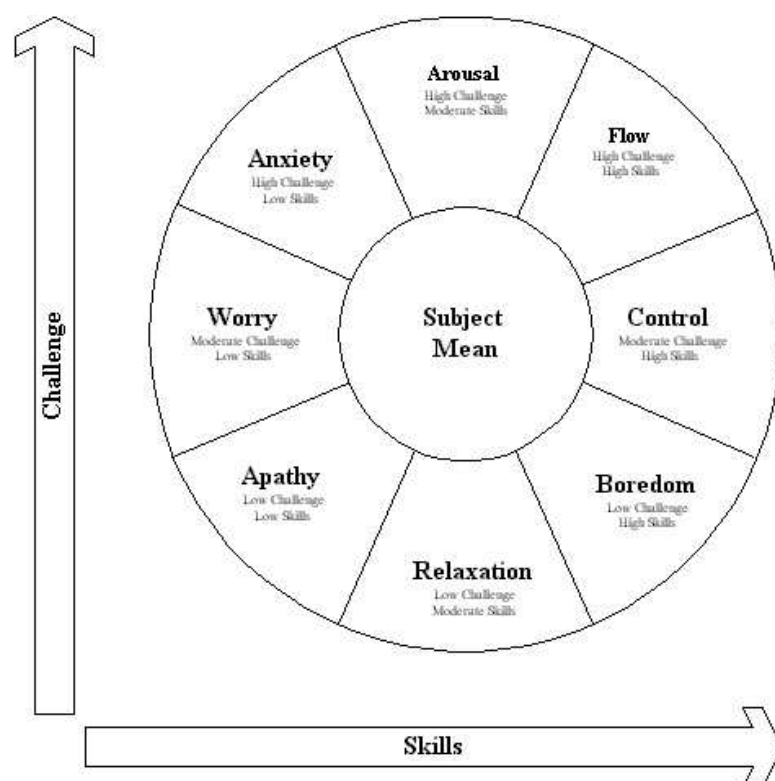 Arousal
High Challenge
Moderate Skills
Flow
High Challenge
High Skills
Anxiety
High Challenge
Low Skills
Worry
Moderate Challenge
Low Skills
Subject
Mean
Control
Moderate Challenge
High Skills
Apathy
Low Challenge
Low Skills
Boredom
Low Challenge
High Skills
Relaxation
Low Challenge
Moderate Skills
Challenge
Skills